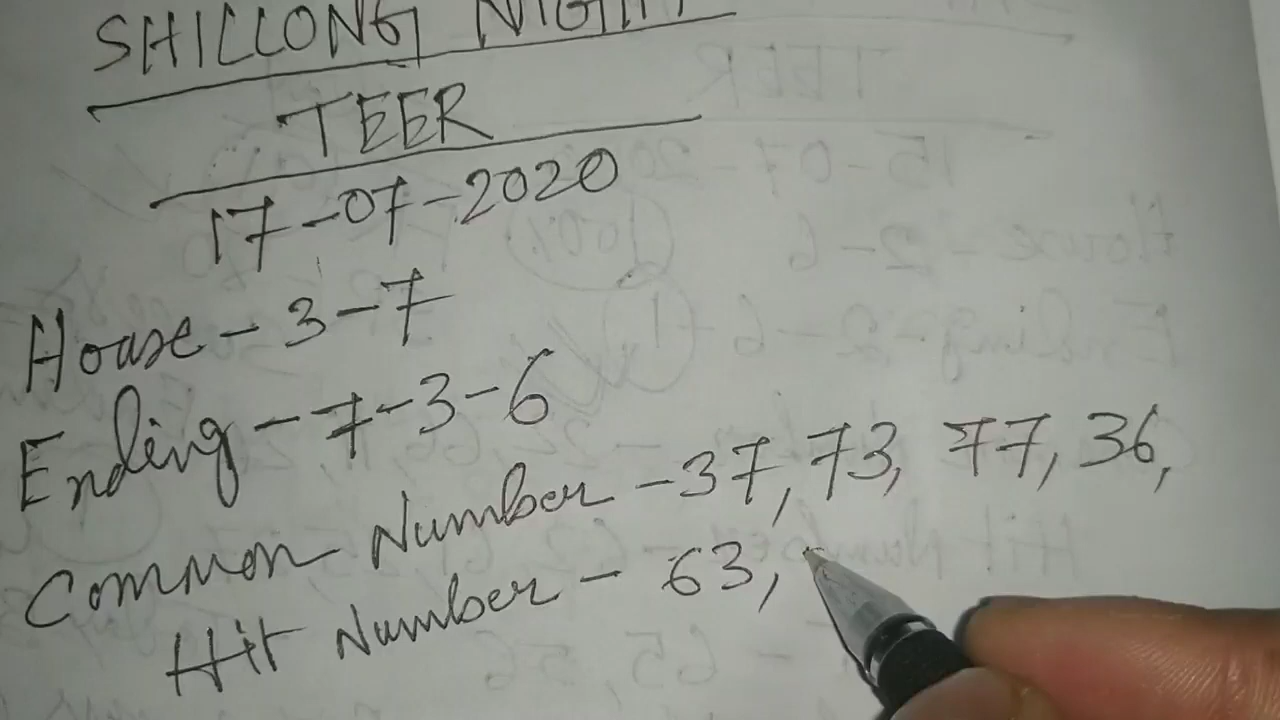 SHILLONG NIGHT
TEER
17-07-2020
House - 3 - 7
Ending - 7 - 3 - 6
Common Number - 37, 73, 77, 36,
Hit Number - 63,